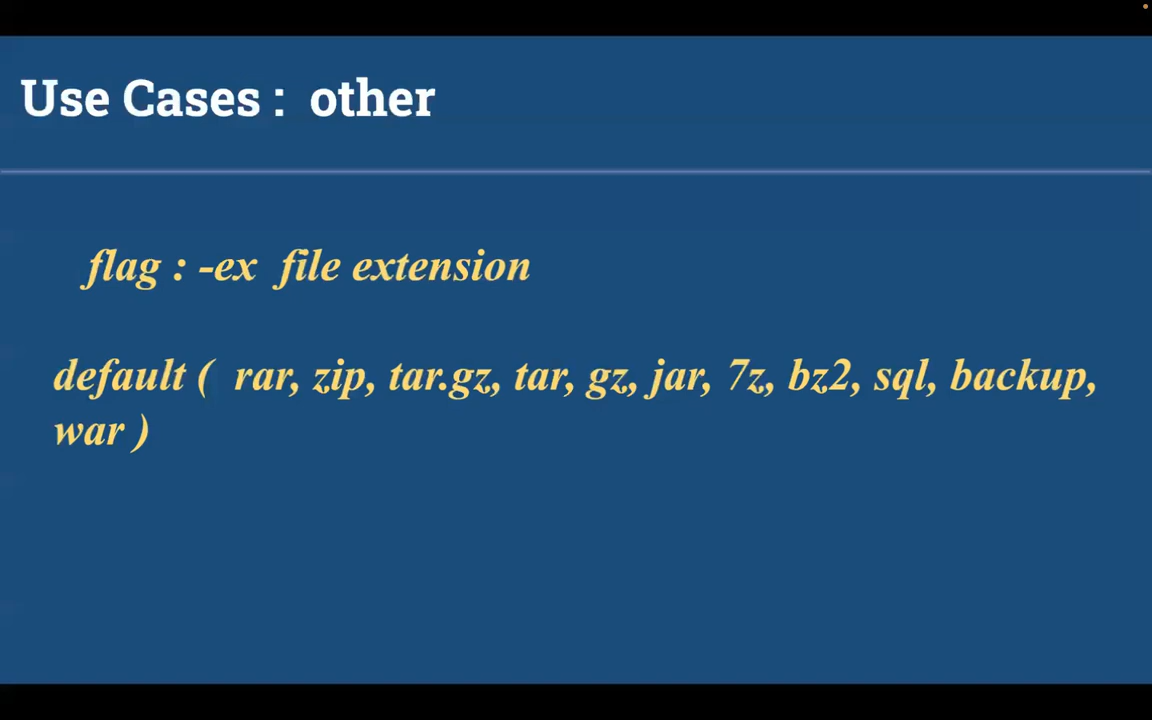 Use Cases : other
flag : -ex file extension
default ( rar, zip, tar.gz, tar, gz, jar, 7z, bz2, sql, backup,
war )